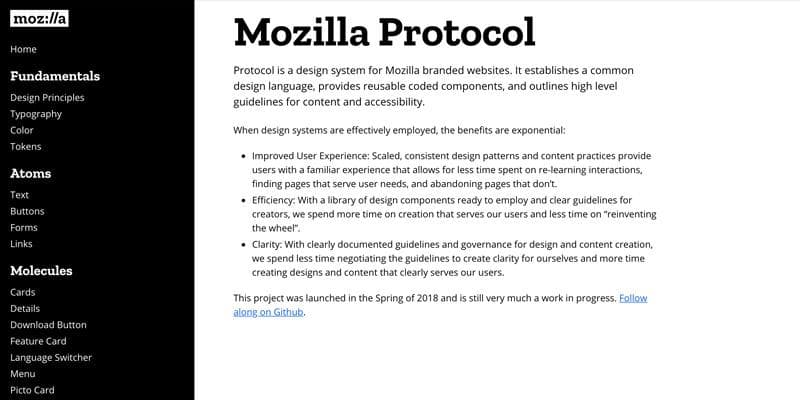 moz://a
Home
Fundamentals
Design Principles
Typography
Color
Tokens
Atoms
Text
Buttons
Forms
Links
Molecules
Cards
Details
Download Button
Feature Card
Language Switcher
Menu
Picto Card
Mozilla Protocol
Protocol is a design system for Mozilla branded websites. It establishes a common
design language, provides reusable coded components, and outlines high level
guidelines for content and accessibility.
When design systems are effectively employed, the benefits are exponential:
• Improved User Experience: Scaled, consistent design patterns and content practices provide
users with a familiar experience that allows for less time spent on re-learning interactions,
finding pages that serve user needs, and abandoning pages that don’t.
• Efficiency: With a library of design components ready to employ and clear guidelines for
creators, we spend more time on creation that serves our users and less time on “reinventing
the wheel”.
• Clarity: With clearly documented guidelines and governance for design and content creation,
we spend less time negotiating the guidelines to create clarity for ourselves and more time
creating designs and content that clearly serves our users.
This project was launched in the Spring of 2018 and is still very much a work in progress. Follow
along on Github.